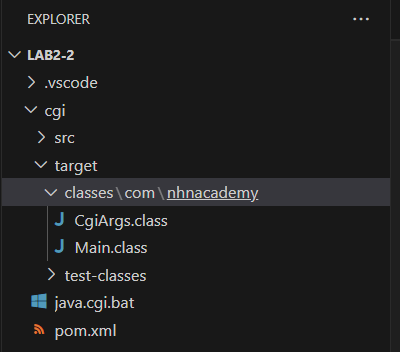 EXPLORER ...
LAB2-2
.vscode
cgi
src
target
classes\com\nhnacademy
J CgiArgs.class
J Main.class
test-classes
java.cgi.bat
pom.xml